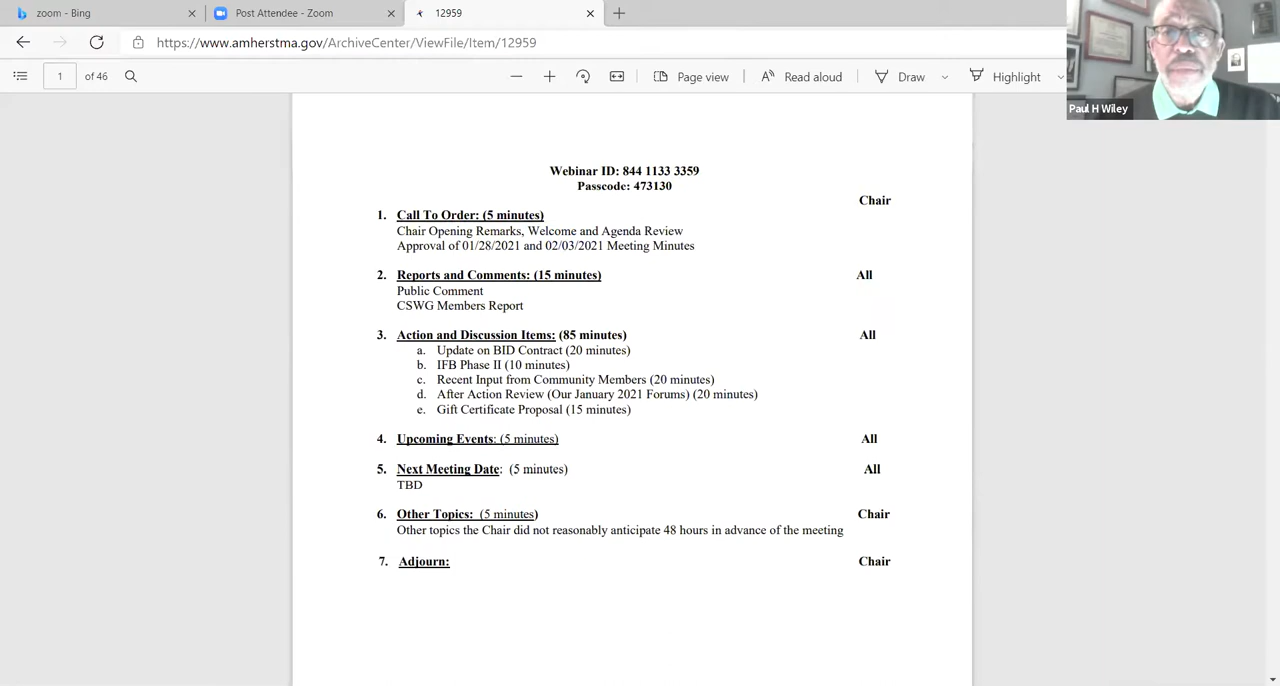 zoom - Bing
Post Attendee - Zoom
12959
https://www.amherstma.gov/ArchiveCenter/ViewFile/Item/12959
1 of 46
Page view
Read aloud
Draw
Highlight
Paul H Wiley
Webinar ID: 844 1133 3359
Passcode: 473130
Chair
1. Call To Order: (5 minutes)
Chair Opening Remarks, Welcome and Agenda Review
Approval of 01/28/2021 and 02/03/2021 Meeting Minutes
2. Reports and Comments: (15 minutes) All
Public Comment
CSWG Members Report
3. Action and Discussion Items: (85 minutes) All
a. Update on BID Contract (20 minutes)
b. IFB Phase II (10 minutes)
c. Recent Input from Community Members (20 minutes)
d. After Action Review (Our January 2021 Forums) (20 minutes)
e. Gift Certificate Proposal (15 minutes)
4. Upcoming Events: (5 minutes) All
5. Next Meeting Date: (5 minutes) All
TBD
6. Other Topics: (5 minutes) Chair
Other topics the Chair did not reasonably anticipate 48 hours in advance of the meeting
7. Adjourn: Chair